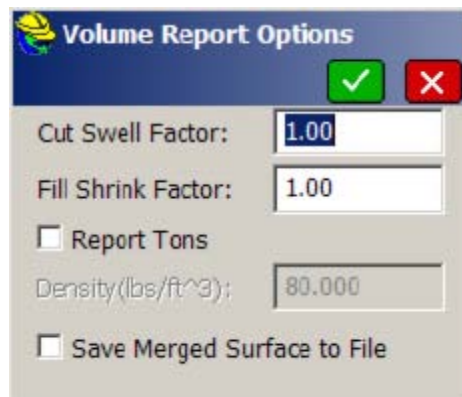 Volume Report Options
Cut Swell Factor: 1.00
Fill Shrink Factor: 1.00
Report Tons
Density(lbs/ft^3): 80.000
Save Merged Surface to File